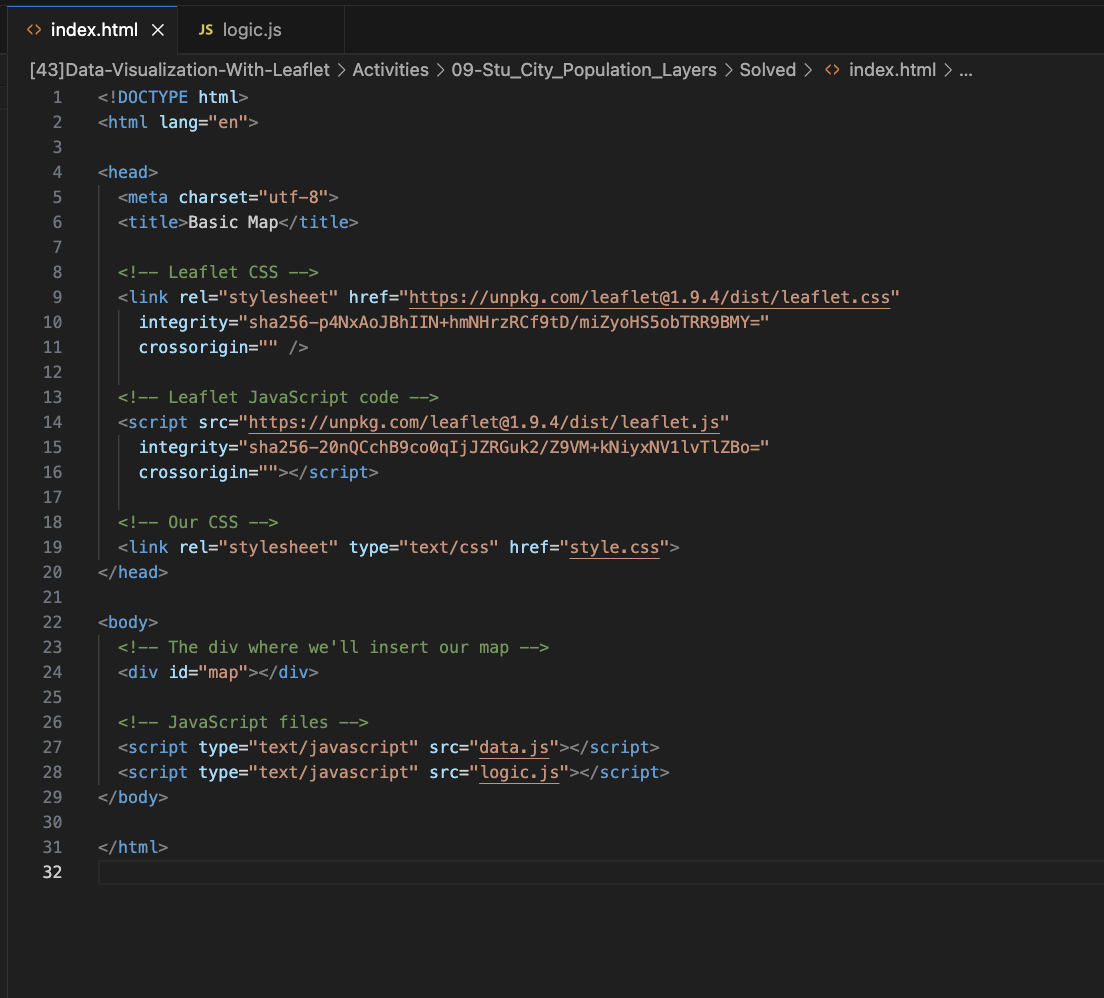 <> index.html ×
JS logic.js
[43]Data-Visualization-With-Leaflet > Activities > 09-Stu_City_Population_Layers > Solved > <> index.html > ...
1 <!DOCTYPE html>
2 <html lang="en">
3
4 <head>
5 <meta charset="utf-8">
6 <title>Basic Map</title>
7
8 <!-- Leaflet CSS -->
9 <link rel="stylesheet" href="https://unpkg.com/leaflet@1.9.4/dist/leaflet.css"
10 integrity="sha256-p4NxAoJBhIIN+hmNHrzRCf9tD/miZyoHS5obTRR9BMY="
11 crossorigin="" />
12
13 <!-- Leaflet JavaScript code -->
14 <script src="https://unpkg.com/leaflet@1.9.4/dist/leaflet.js"
15 integrity="sha256-20nQCchB9co0qIjJZRGuk2/Z9VM+kNiyxNV1lvTlZBo="
16 crossorigin=""></script>
17
18 <!-- Our CSS -->
19 <link rel="stylesheet" type="text/css" href="style.css">
20 </head>
21
22 <body>
23 <!-- The div where we'll insert our map -->
24 <div id="map"></div>
25
26 <!-- JavaScript files -->
27 <script type="text/javascript" src="data.js"></script>
28 <script type="text/javascript" src="logic.js"></script>
29 </body>
30
31 </html>
32